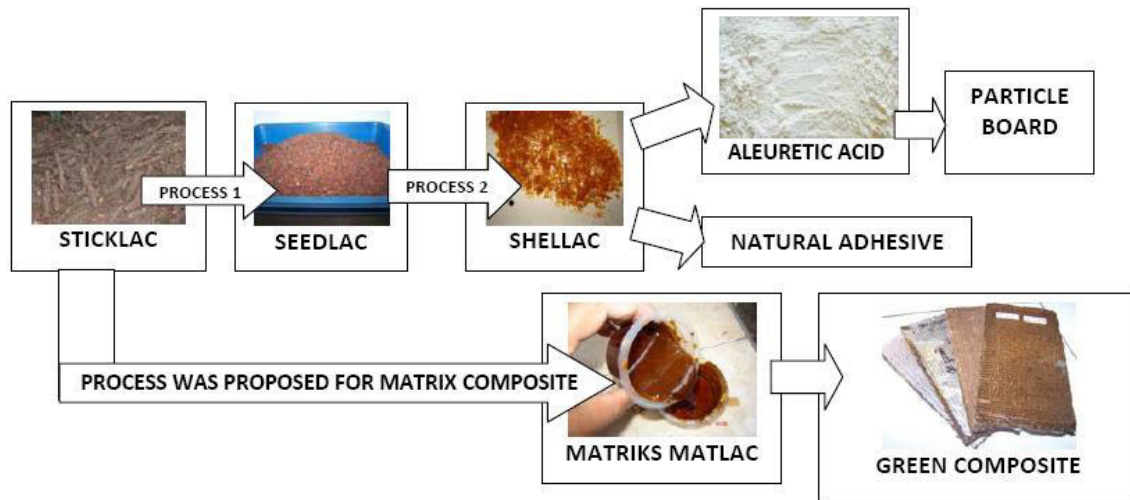 ALEURETIC ACID
PARTICLE
BOARD
PROCESS 1
PROCESS 2
STICKLAC
SEEDLAC
SHELLAC
NATURAL ADHESIVE
PROCESS WAS PROPOSED FOR MATRIX COMPOSITE
MATRIKS MATLAC
GREEN COMPOSITE